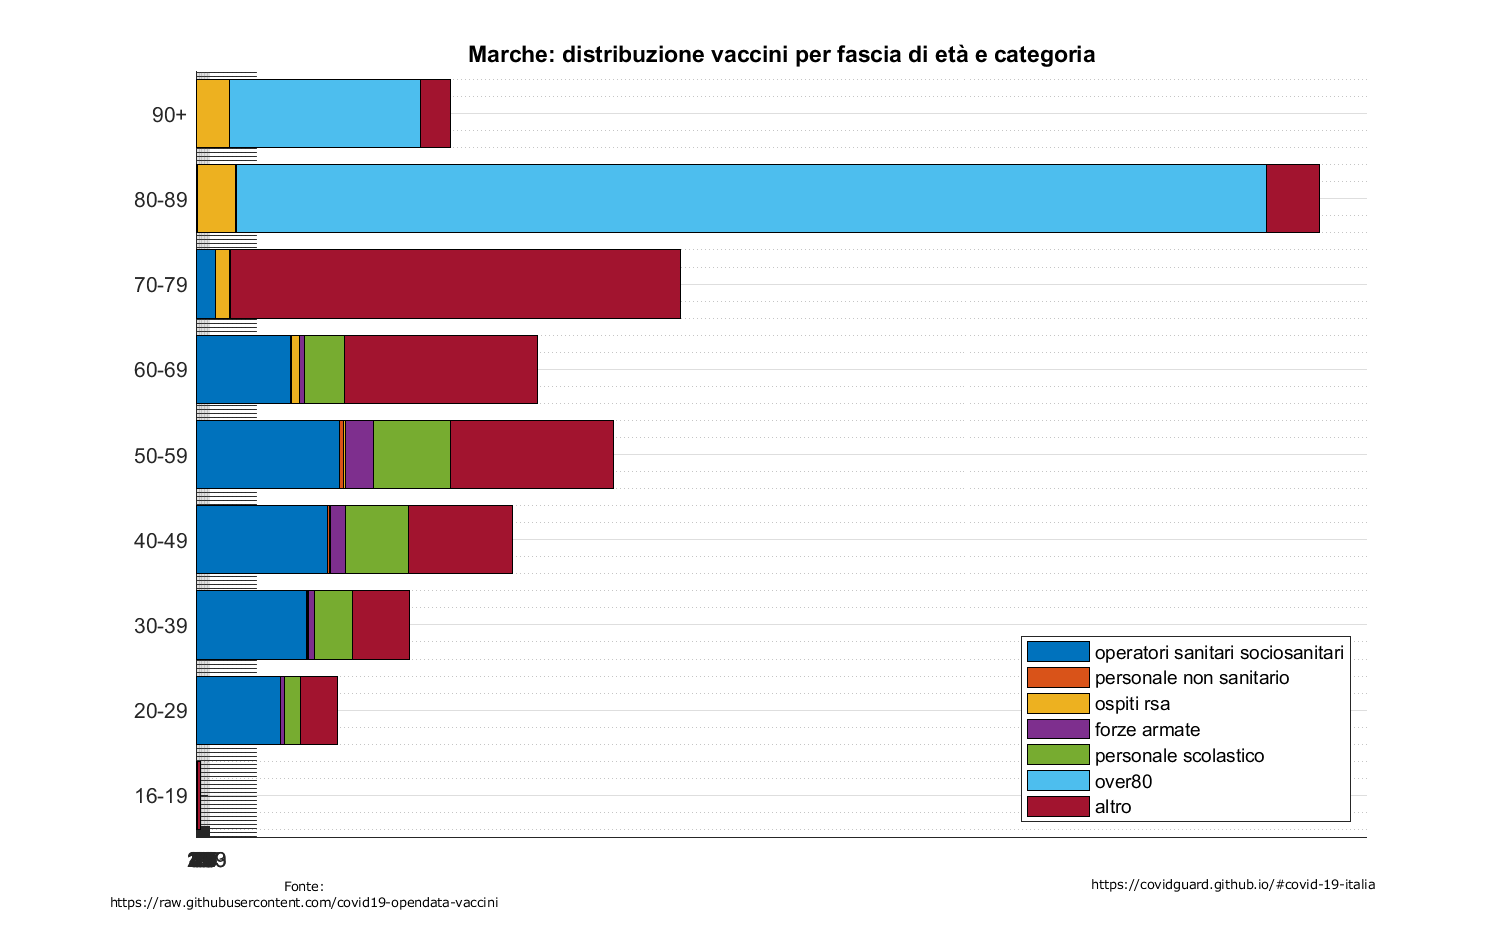 Marche: distribuzione vaccini per fascia di età e categoria
90+
80-89
70-79
60-69
50-59
40-49
30-39
20-29
16-19
operatori sanitari sociosanitari
personale non sanitario
ospiti rsa
forze armate
personale scolastico
over80
altro
Fonte:
https://raw.githubusercontent.com/covid19-opendata-vaccini
https://covidguard.github.io/#covid-19-italia